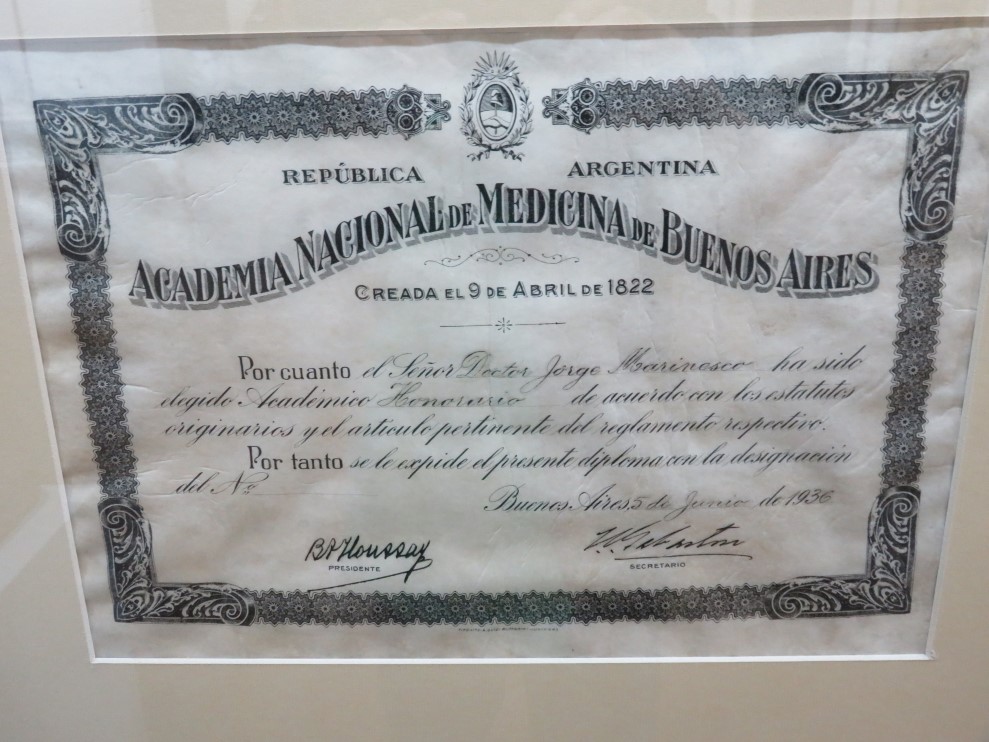 REPÚBLICA ARGENTINA
ACADEMIA NACIONAL DE MEDICINA DE BUENOS AIRES
CREADA EL 9 DE ABRIL DE 1822
Por cuanto el Señor Doctor Jorge Marinesco ha sido
elegido Académico Honorario de acuerdo con los estatutos
originarios y el artículo pertinente del reglamento respectivo.
Por tanto se le expide el presente diploma con la designación
del Nº
Buenos Aires, 5 de Junio de 1936
B A Houssay
PRESIDENTE
SECRETARIO